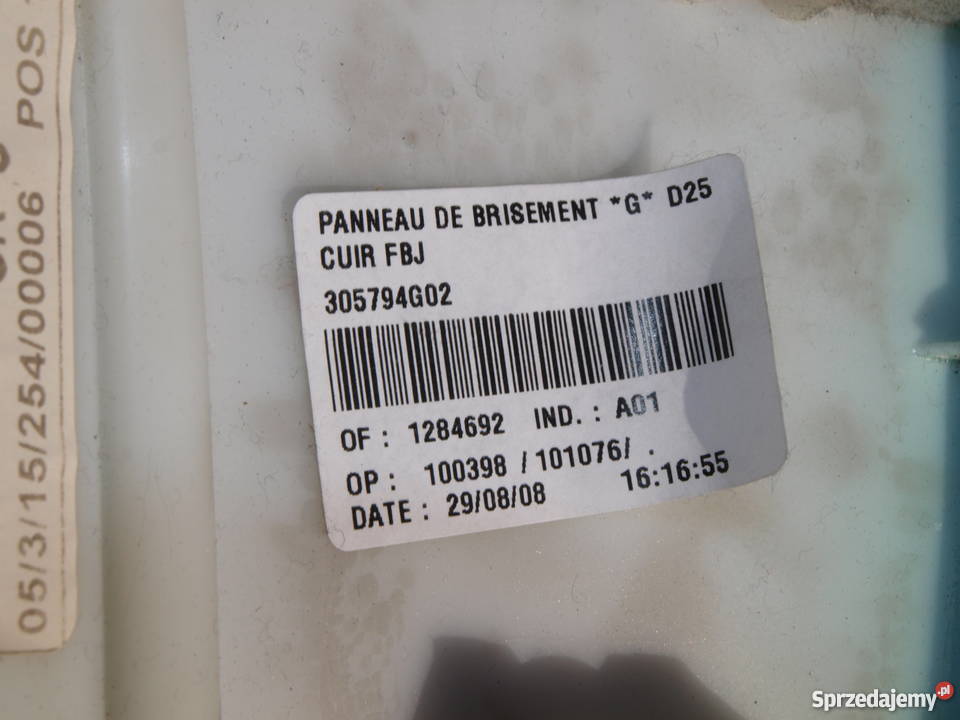 PANNEAU DE BRISEMENT *G* D25
CUIR FBJ
305794G02
OF : 1284692 IND. : A01
OP : 100398 / 101076/ .
DATE : 29/08/08 16:16:55
05/3/15/254/00006 POS
Sprzedajemy.pl